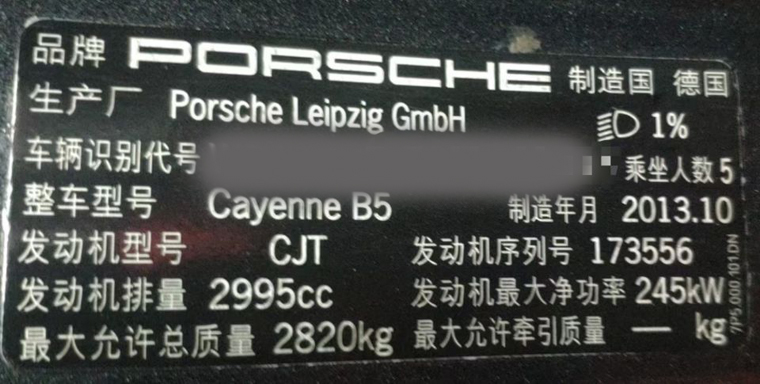 品牌 PORSCHE 制造国 德国
生产厂 Porsche Leipzig GmbH 1%
车辆识别代号 乘坐人数 5
整车型号 Cayenne B5 制造年月 2013.10
发动机型号 CJT 发动机序列号 173556
发动机排量 2995cc 发动机最大净功率 245kW
最大允许总质量 2820kg 最大允许牵引质量 — kg
7P5.000.101.DN